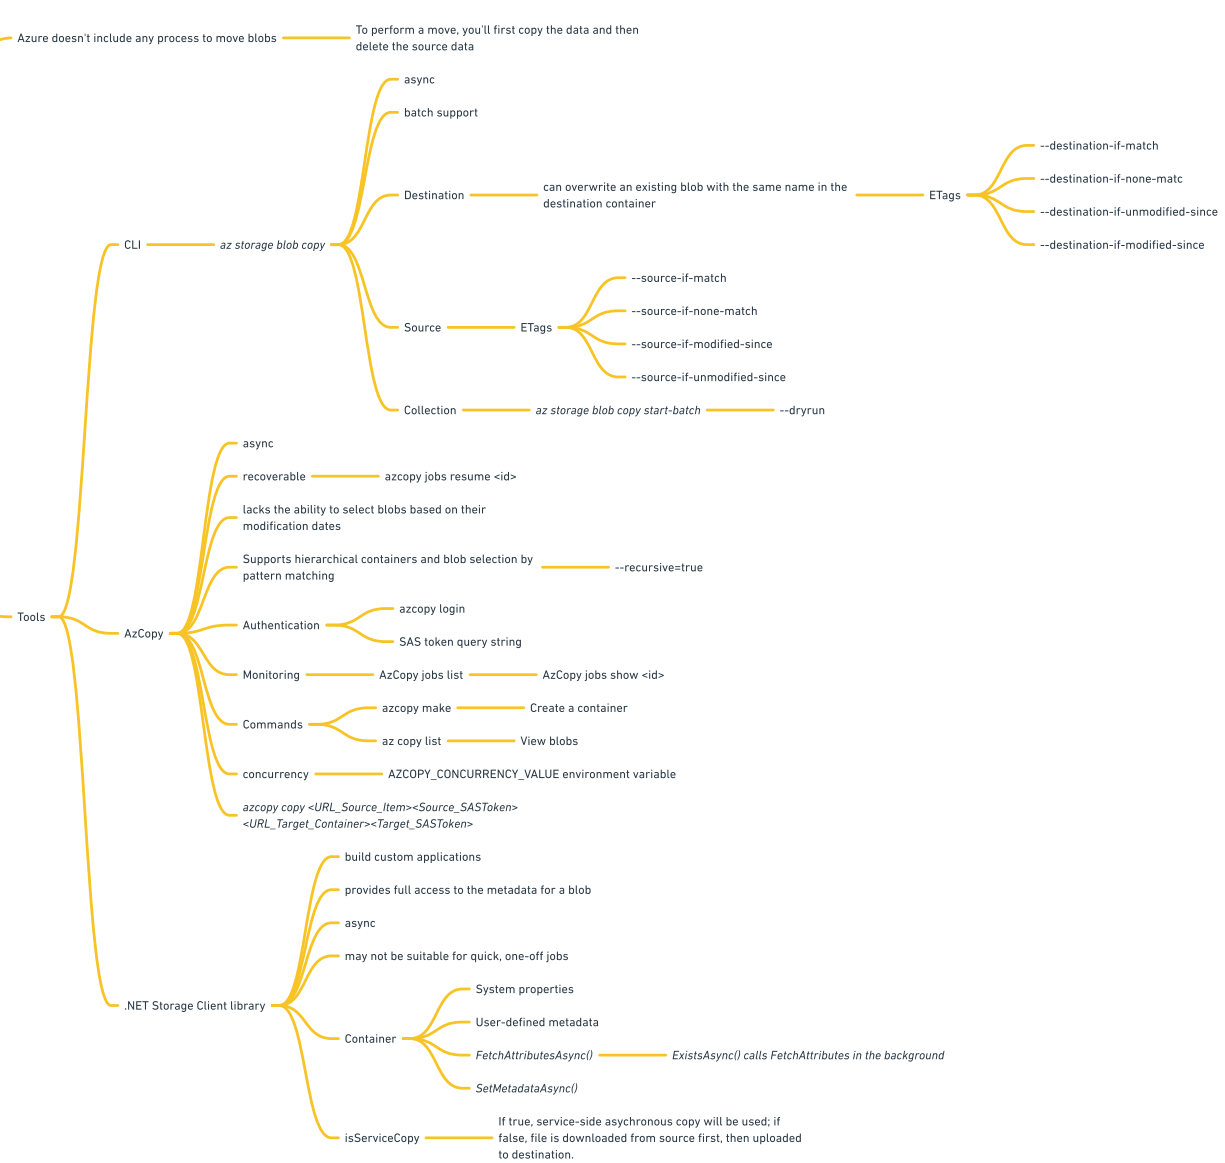 Azure doesn't include any process to move blobs
To perform a move, you'll first copy the data and then
delete the source data
Tools
CLI
az storage blob copy
async
batch support
Destination
can overwrite an existing blob with the same name in the
destination container
ETags
--destination-if-match
--destination-if-none-matc
--destination-if-unmodified-since
--destination-if-modified-since
Source
ETags
--source-if-match
--source-if-none-match
--source-if-modified-since
--source-if-unmodified-since
Collection
az storage blob copy start-batch
--dryrun
AzCopy
async
recoverable
azcopy jobs resume <id>
lacks the ability to select blobs based on their
modification dates
Supports hierarchical containers and blob selection by
pattern matching
--recursive=true
Authentication
azcopy login
SAS token query string
Monitoring
AzCopy jobs list
AzCopy jobs show <id>
Commands
azcopy make
Create a container
az copy list
View blobs
concurrency
AZCOPY_CONCURRENCY_VALUE environment variable
azcopy copy <URL_Source_Item><Source_SASToken>
<URL_Target_Container><Target_SASToken>
.NET Storage Client library
build custom applications
provides full access to the metadata for a blob
async
may not be suitable for quick, one-off jobs
Container
System properties
User-defined metadata
FetchAttributesAsync()
ExistsAsync() calls FetchAttributes in the background
SetMetadataAsync()
isServiceCopy
If true, service-side asychronous copy will be used; if
false, file is downloaded from source first, then uploaded
to destination.